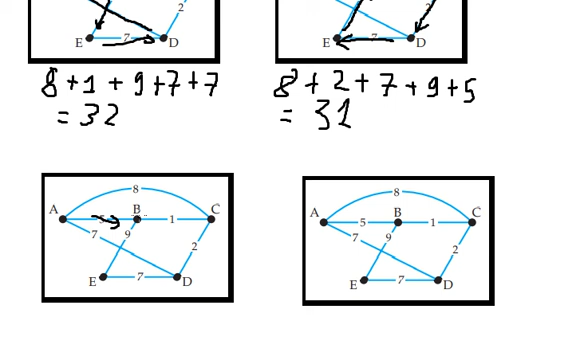 2 2
E 7 D E 7 D
8+1+9+7+7 8+2+7+9+5
=32 = 31
8 8
A B C A B C
5 1 5 1
7 9 2 7 9 2
E 7 D E 7 D